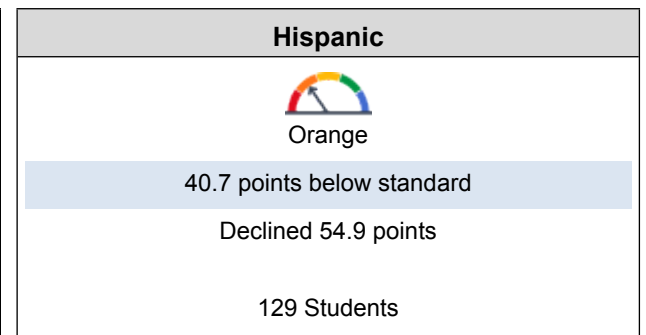 Hispanic
Orange
40.7 points below standard
Declined 54.9 points
129 Students